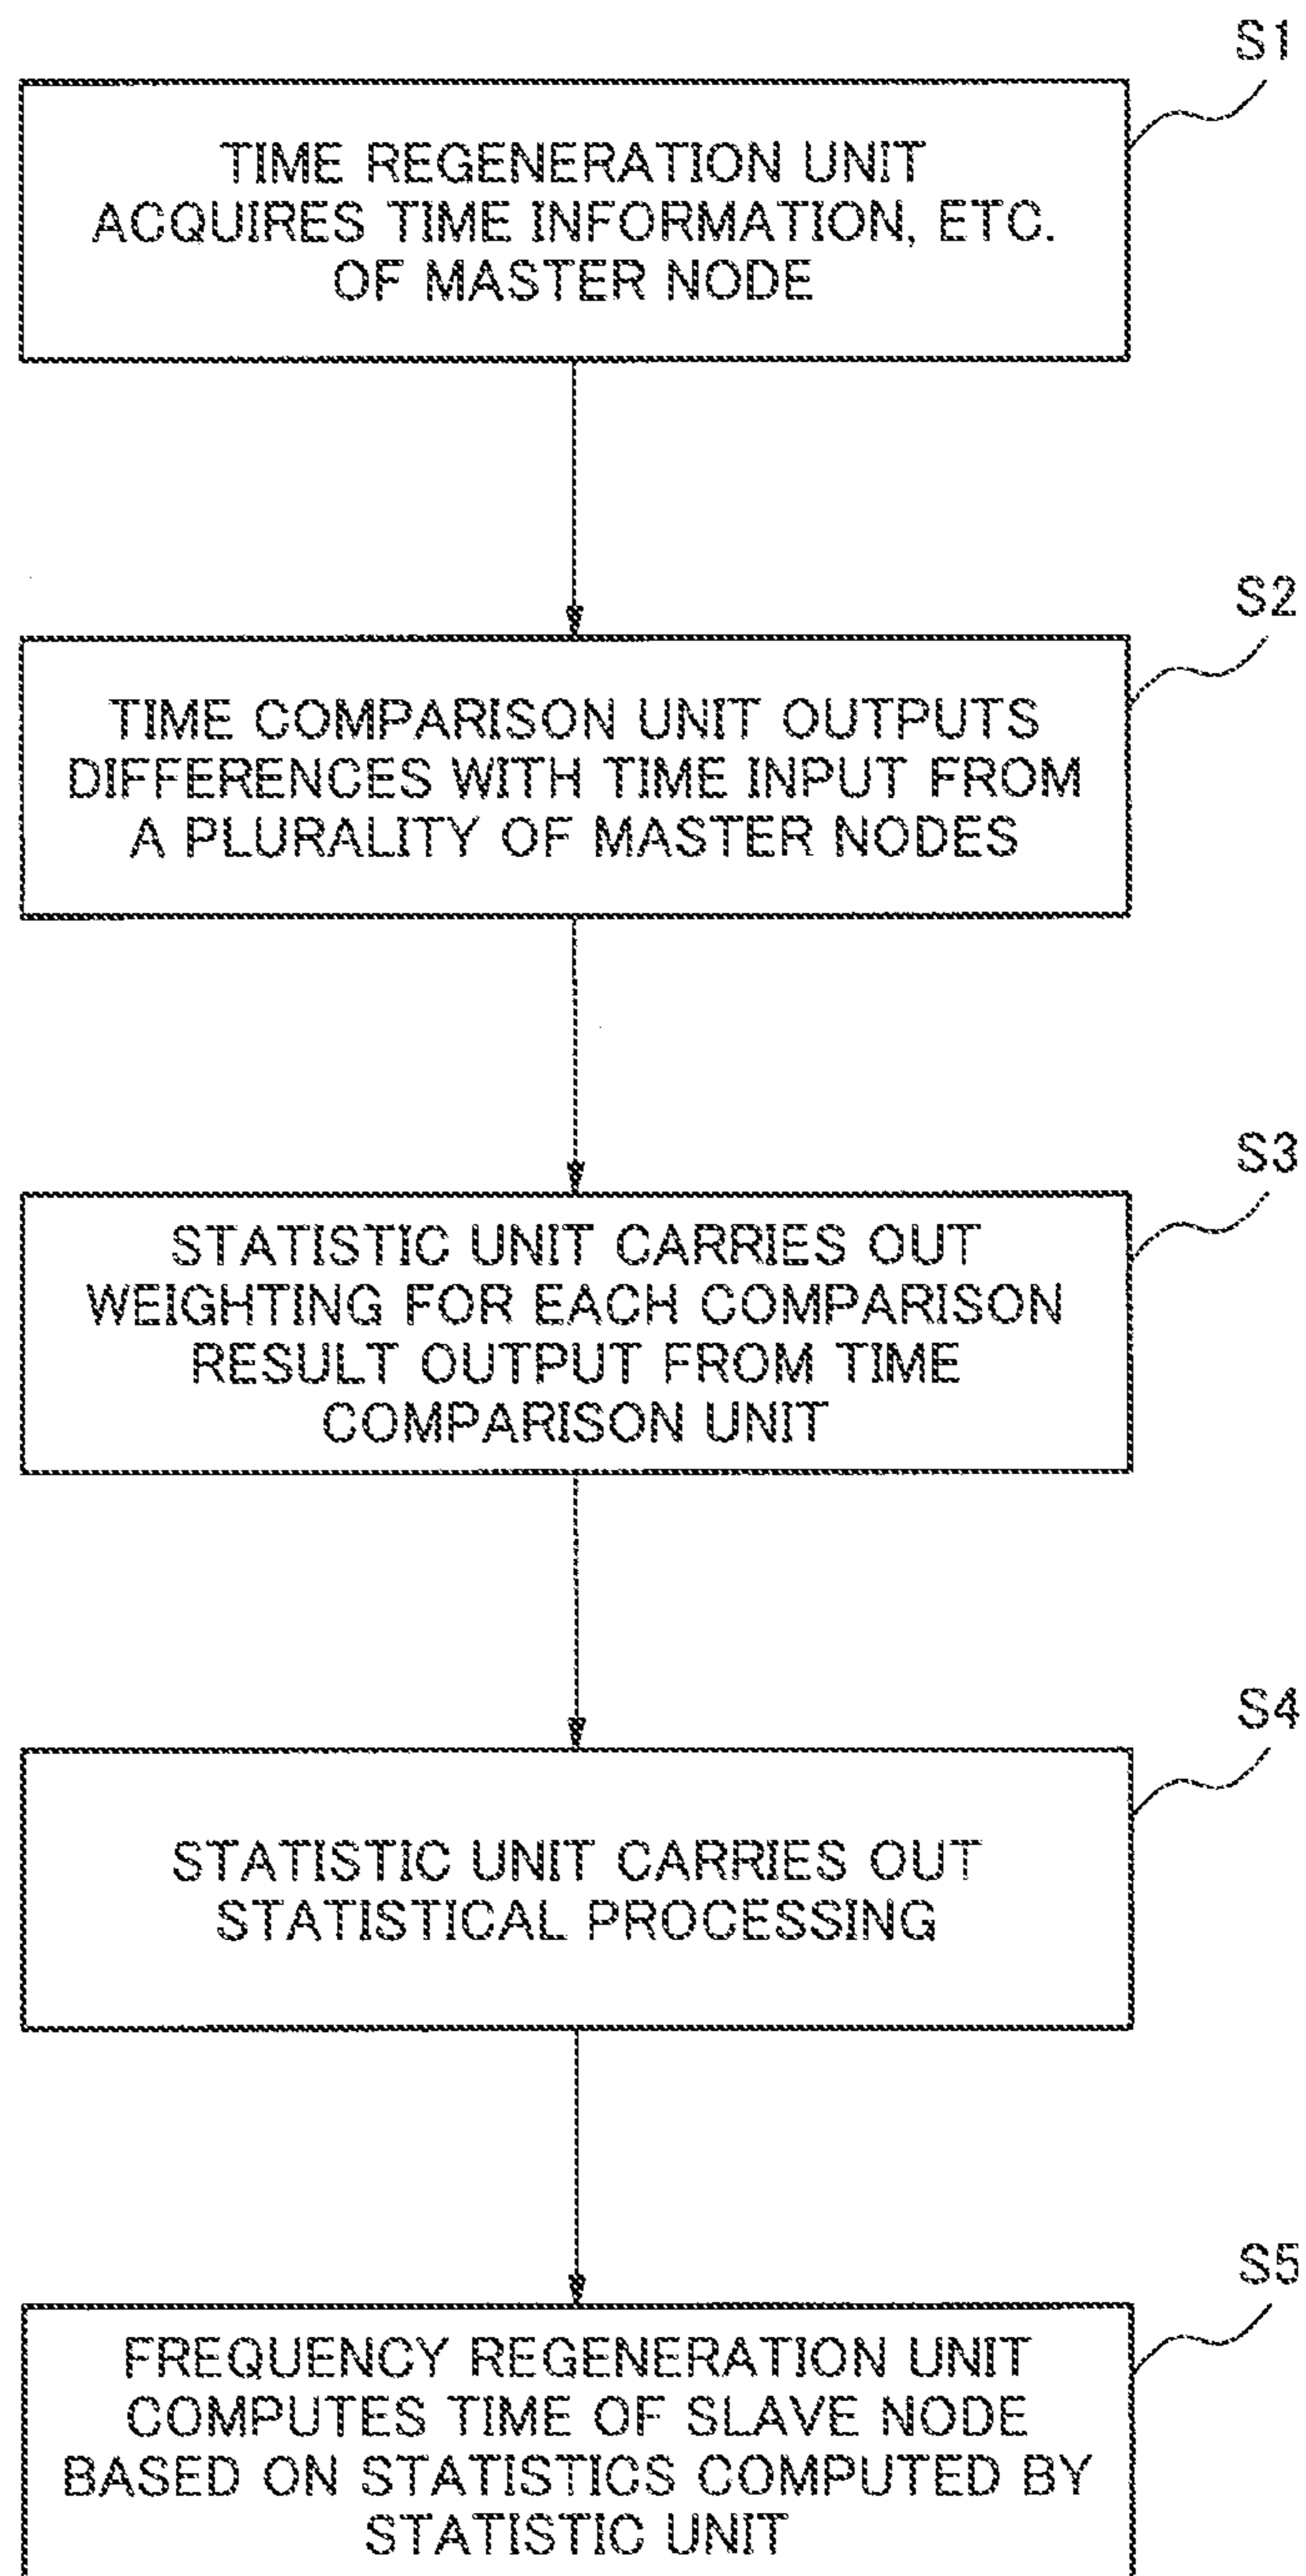 S1
TIME REGENERATION UNIT
ACQUIRES TIME INFORMATION, ETC.
OF MASTER NODE
S2
TIME COMPARISON UNIT OUTPUTS
DIFFERENCES WITH TIME INPUT FROM
A PLURALITY OF MASTER NODES
S3
STATISTIC UNIT CARRIES OUT
WEIGHTING FOR EACH COMPARISON
RESULT OUTPUT FROM TIME
COMPARISON UNIT
S4
STATISTIC UNIT CARRIES OUT
STATISTICAL PROCESSING
S5
FREQUENCY REGENERATION UNIT
COMPUTES TIME OF SLAVE NODE
BASED ON STATISTICS COMPUTED BY
STATISTIC UNIT